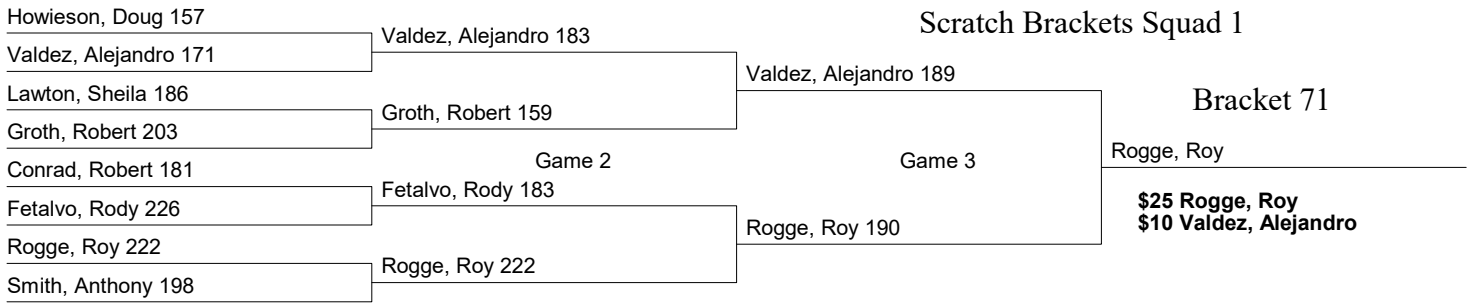 Howieson, Doug 157
Valdez, Alejandro 171
Lawton, Sheila 186
Groth, Robert 203
Conrad, Robert 181
Fetalvo, Rody 226
Rogge, Roy 222
Smith, Anthony 198
Valdez, Alejandro 183
Groth, Robert 159
Game 2
Fetalvo, Rody 183
Rogge, Roy 222
Valdez, Alejandro 189
Game 3
Rogge, Roy 190
Scratch Brackets Squad 1
Bracket 71
Rogge, Roy
$25 Rogge, Roy
$10 Valdez, Alejandro